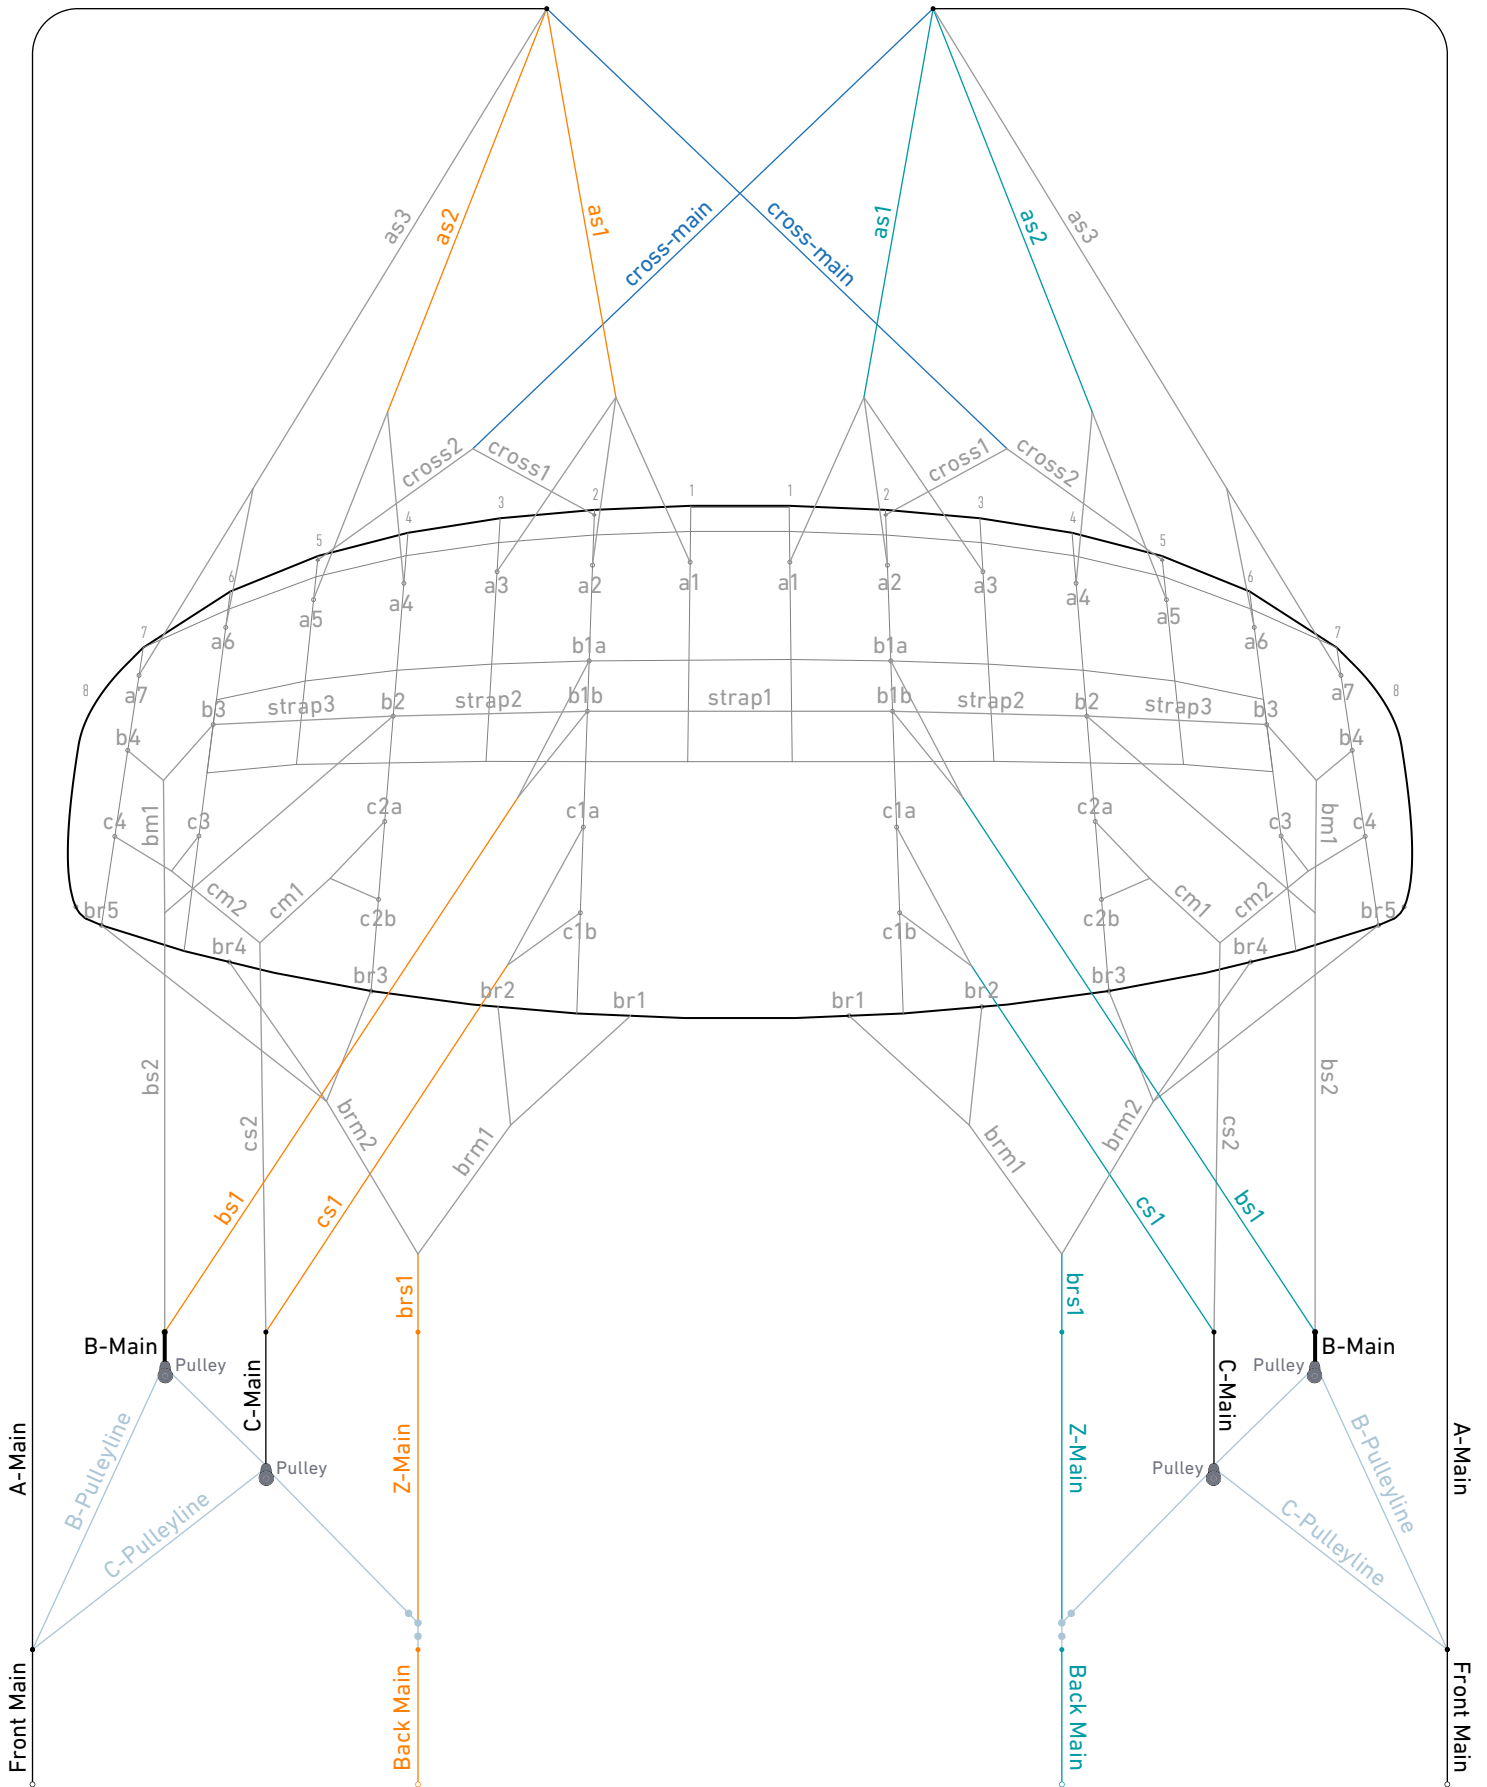 as3
as2
as1
cross-main
cross-main
as1
as2
as3
cross2
cross1
cross1
cross2
8
7
6
5
4
3
2
1
1
2
3
4
5
6
7
8
a7
a6
a5
a4
a3
a2
a1
a1
a2
a3
a4
a5
a6
a7
b1a
b1a
b4
b3
strap3
b2
strap2
b1b
strap1
b1b
strap2
b2
strap3
b3
b4
c4
bm1
c3
c2a
c1a
c1a
c2a
c3
bm1
c4
cm2
cm1
cm1
cm2
br5
br4
c2b
c1b
c1b
c2b
br4
br5
br3
br2
br1
br1
br2
br3
bs2
cs2
brm2
brm1
brm1
brm2
cs2
bs2
bs1
cs1
cs1
bs1
brs1
brs1
B-Main
Pulley
Pulley
B-Main
C-Main
C-Main
A-Main
B-Pulleyline
Pulley
Z-Main
Z-Main
Pulley
B-Pulleyline
A-Main
C-Pulleyline
C-Pulleyline
Front Main
Back Main
Back Main
Front Main